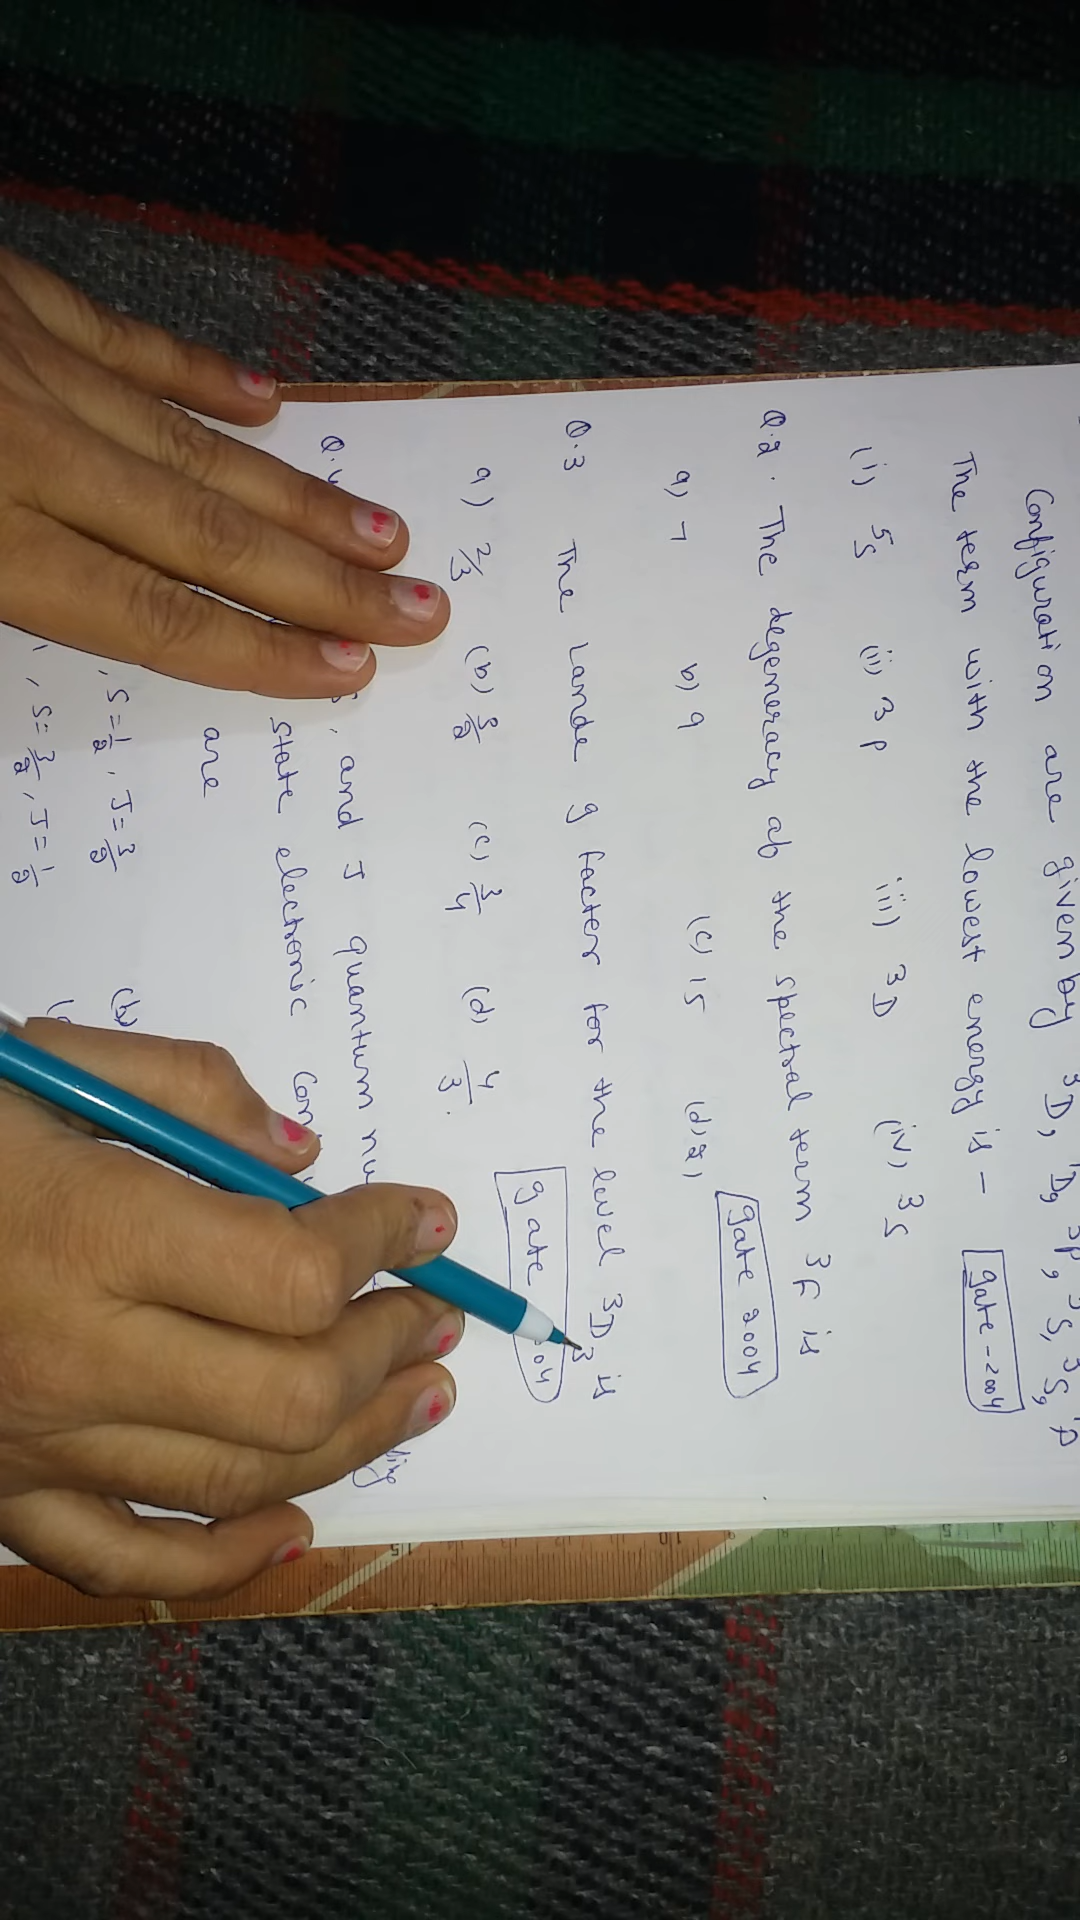 Configuration are given by ³D, ¹D, ³P, ³S, ³S, ¹P
The term with the lowest energy is - gate-2004
(i) ⁵S (ii) ³P (iii) ³D (iv) ³S
Q.2. The degeneracy of the spectral term ³F is
gate 2004
a) 7 b) 9 (c) 15 (d) 21
Q.3 The Lande g factor for the level ³D₃ is
gate
a) 2/3 (b) 3/2 (c) 3/4 (d) 4/3.
, and J quantum
state electronic
are
, S=1/2, J=3/2 (b)
, S=3/2, J=1/2